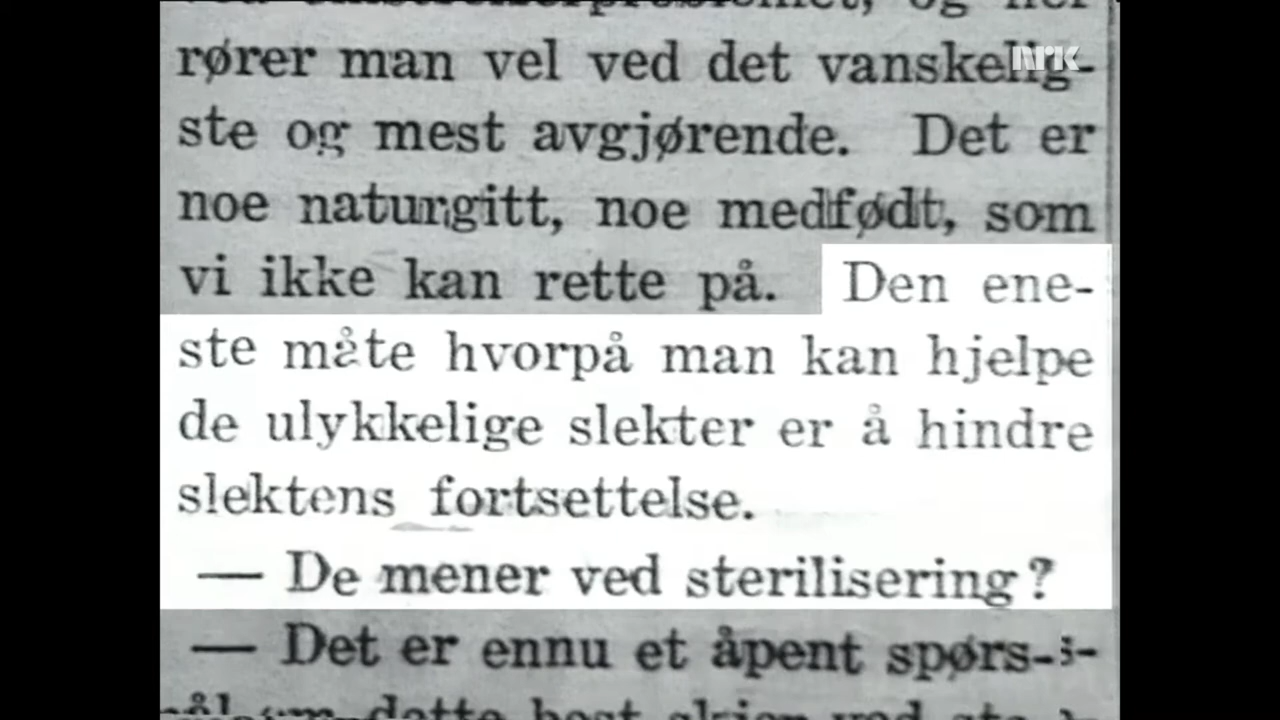 rører man vel ved det vanskelig-
ste og mest avgjørende. Det er
noe naturgitt, noe medfødt, som
vi ikke kan rette på. Den ene-
ste måte hvorpå man kan hjelpe
de ulykkelige slekter er å hindre
slektens fortsettelse.
— De mener ved sterilisering?
— Det er ennu et åpent spørs-
NRK